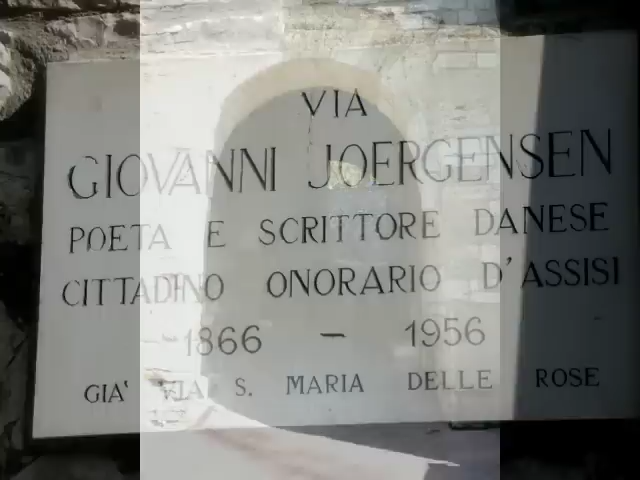 VIA
GIOVANNI JOERGENSEN
POETA E SCRITTORE DANESE
CITTADINO ONORARIO D'ASSISI
1866 – 1956
GIA' VIA S. MARIA DELLE ROSE